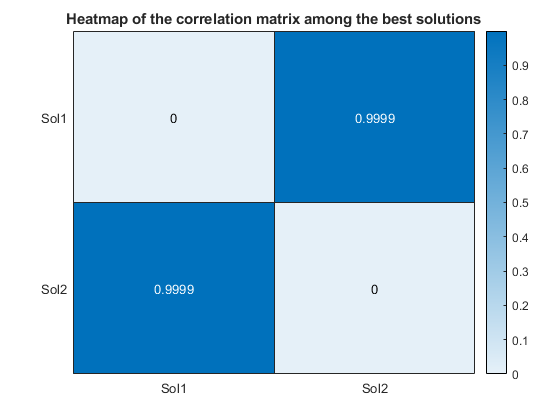 Heatmap of the correlation matrix among the best solutions
Sol1
0
0.9999
Sol2
0.9999
0
Sol1
Sol2
0.9
0.8
0.7
0.6
0.5
0.4
0.3
0.2
0.1
0